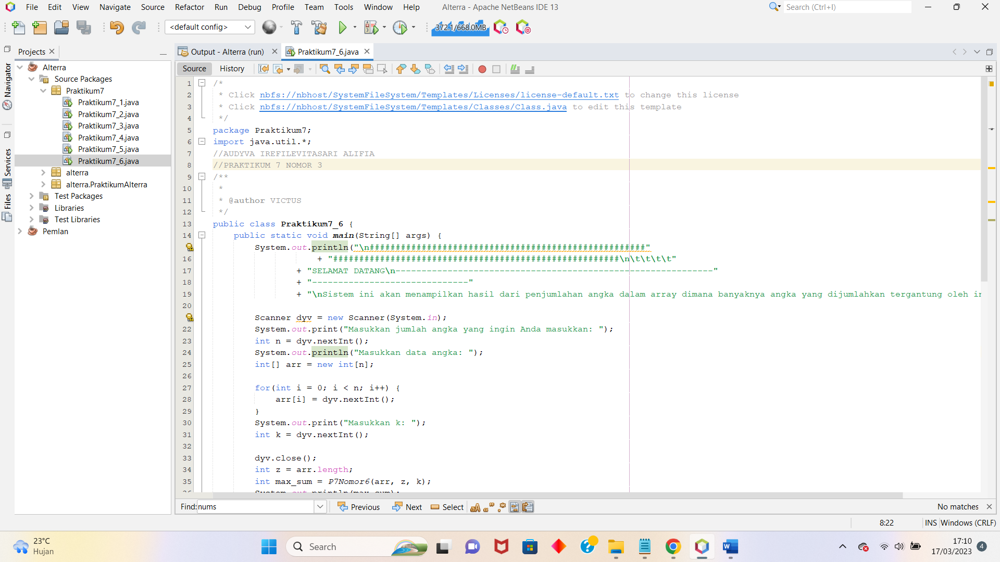 File Edit View Navigate Source Refactor Run Debug Profile Team Tools Window Help Alterra - Apache NetBeans IDE 13 Search (Ctrl+I)
<default config> 372.1/668.0MB
Projects Output - Alterra (run) Praktikum7_6.java
Navigator
Services
Files
Alterra
Source Packages
Praktikum7
Praktikum7_1.java
Praktikum7_2.java
Praktikum7_3.java
Praktikum7_4.java
Praktikum7_5.java
Praktikum7_6.java
alterra
alterra.PraktikumAlterra
Test Packages
Libraries
Test Libraries
Pemlan
Source History
1 /*
2 * Click nbfs://nbhost/SystemFileSystem/Templates/Licenses/license-default.txt to change this license
3 * Click nbfs://nbhost/SystemFileSystem/Templates/Classes/Class.java to edit this template
4 */
5 package Praktikum7;
6 import java.util.*;
7 //AUDYVA IREFILEVITASARI ALIFIA
8 //PRAKTIKUM 7 NOMOR 3
9 /**
10 *
11 * @author VICTUS
12 */
13 public class Praktikum7_6 {
14 public static void main(String[] args) {
System.out.println("\n#####################################################"
16 + "#######################################################\n\t\t\t\t"
17 + "SELAMAT DATANG\n-------------------------------------------------------------"
18 + "------------------------------"
19 + "\nSistem ini akan menampilkan hasil dari penjumlahan angka dalam array dimana banyaknya angka yang dijumlahkan tergantung oleh
20
Scanner dyv = new Scanner(System.in);
22 System.out.print("Masukkan jumlah angka yang ingin Anda masukkan: ");
23 int n = dyv.nextInt();
24 System.out.println("Masukkan data angka: ");
25 int[] arr = new int[n];
26
27 for(int i = 0; i < n; i++) {
28 arr[i] = dyv.nextInt();
29 }
30 System.out.print("Masukkan k: ");
31 int k = dyv.nextInt();
32
33 dyv.close();
34 int z = arr.length;
35 int max_sum = P7Nomor6(arr, z, k);
System.out.println(max_sum);
Find: nums Previous Next Select No matches
8:22 INS Windows (CRLF)
23°C
Hujan
Search
17:10
17/03/2023
4